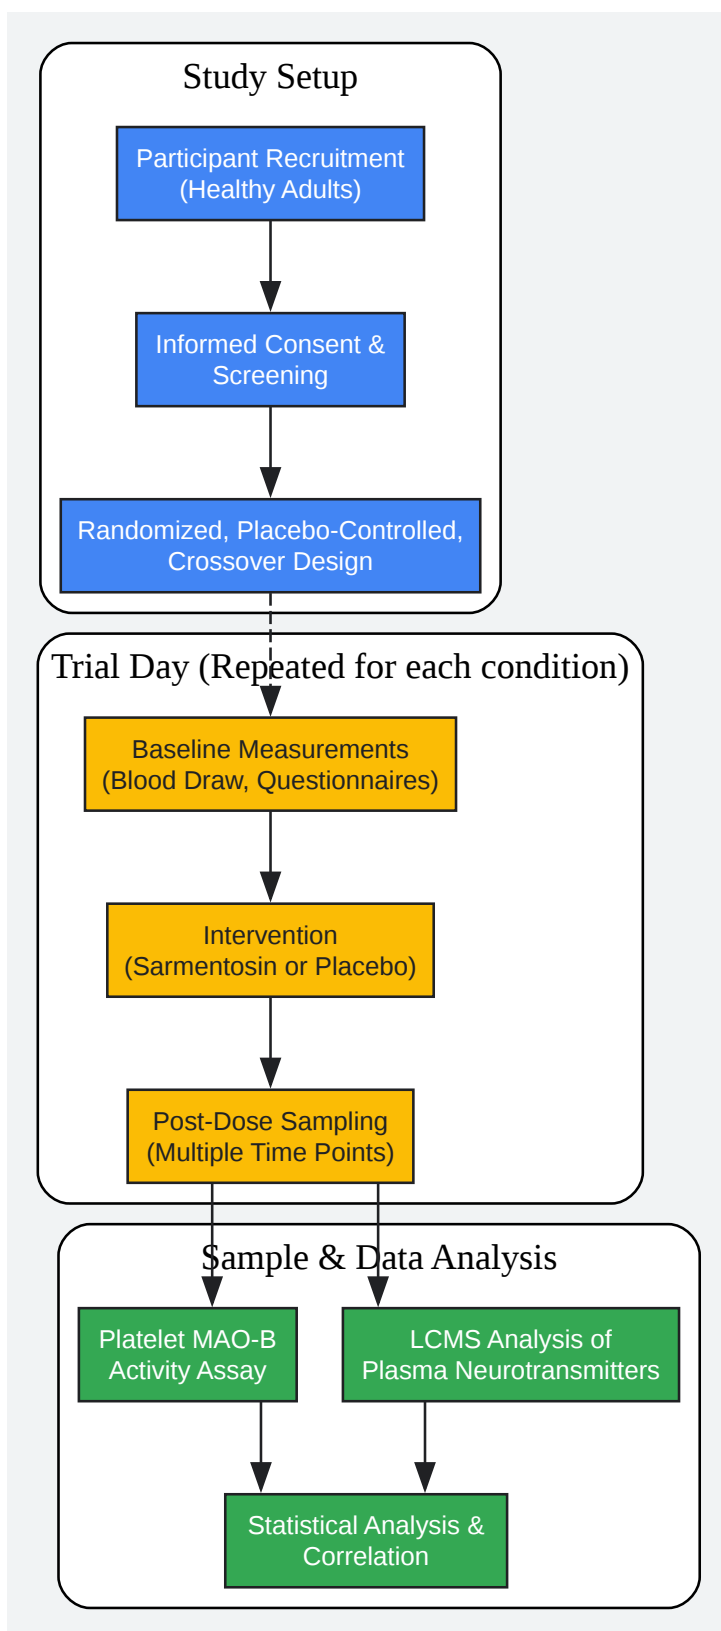 Study Setup
Participant Recruitment
(Healthy Adults)
Informed Consent &
Screening
Randomized, Placebo-Controlled,
Crossover Design
Trial Day (Repeated for each condition)
Baseline Measurements
(Blood Draw, Questionnaires)
Intervention
(Sarmentosin or Placebo)
Post-Dose Sampling
(Multiple Time Points)
Sample & Data Analysis
Platelet MAO-B
Activity Assay
LCMS Analysis of
Plasma Neurotransmitters
Statistical Analysis &
Correlation